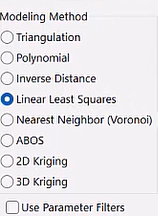 Modeling Method
Triangulation
Polynomial
Inverse Distance
Linear Least Squares
Nearest Neighbor (Voronoi)
ABOS
2D Kriging
3D Kriging
Use Parameter Filters